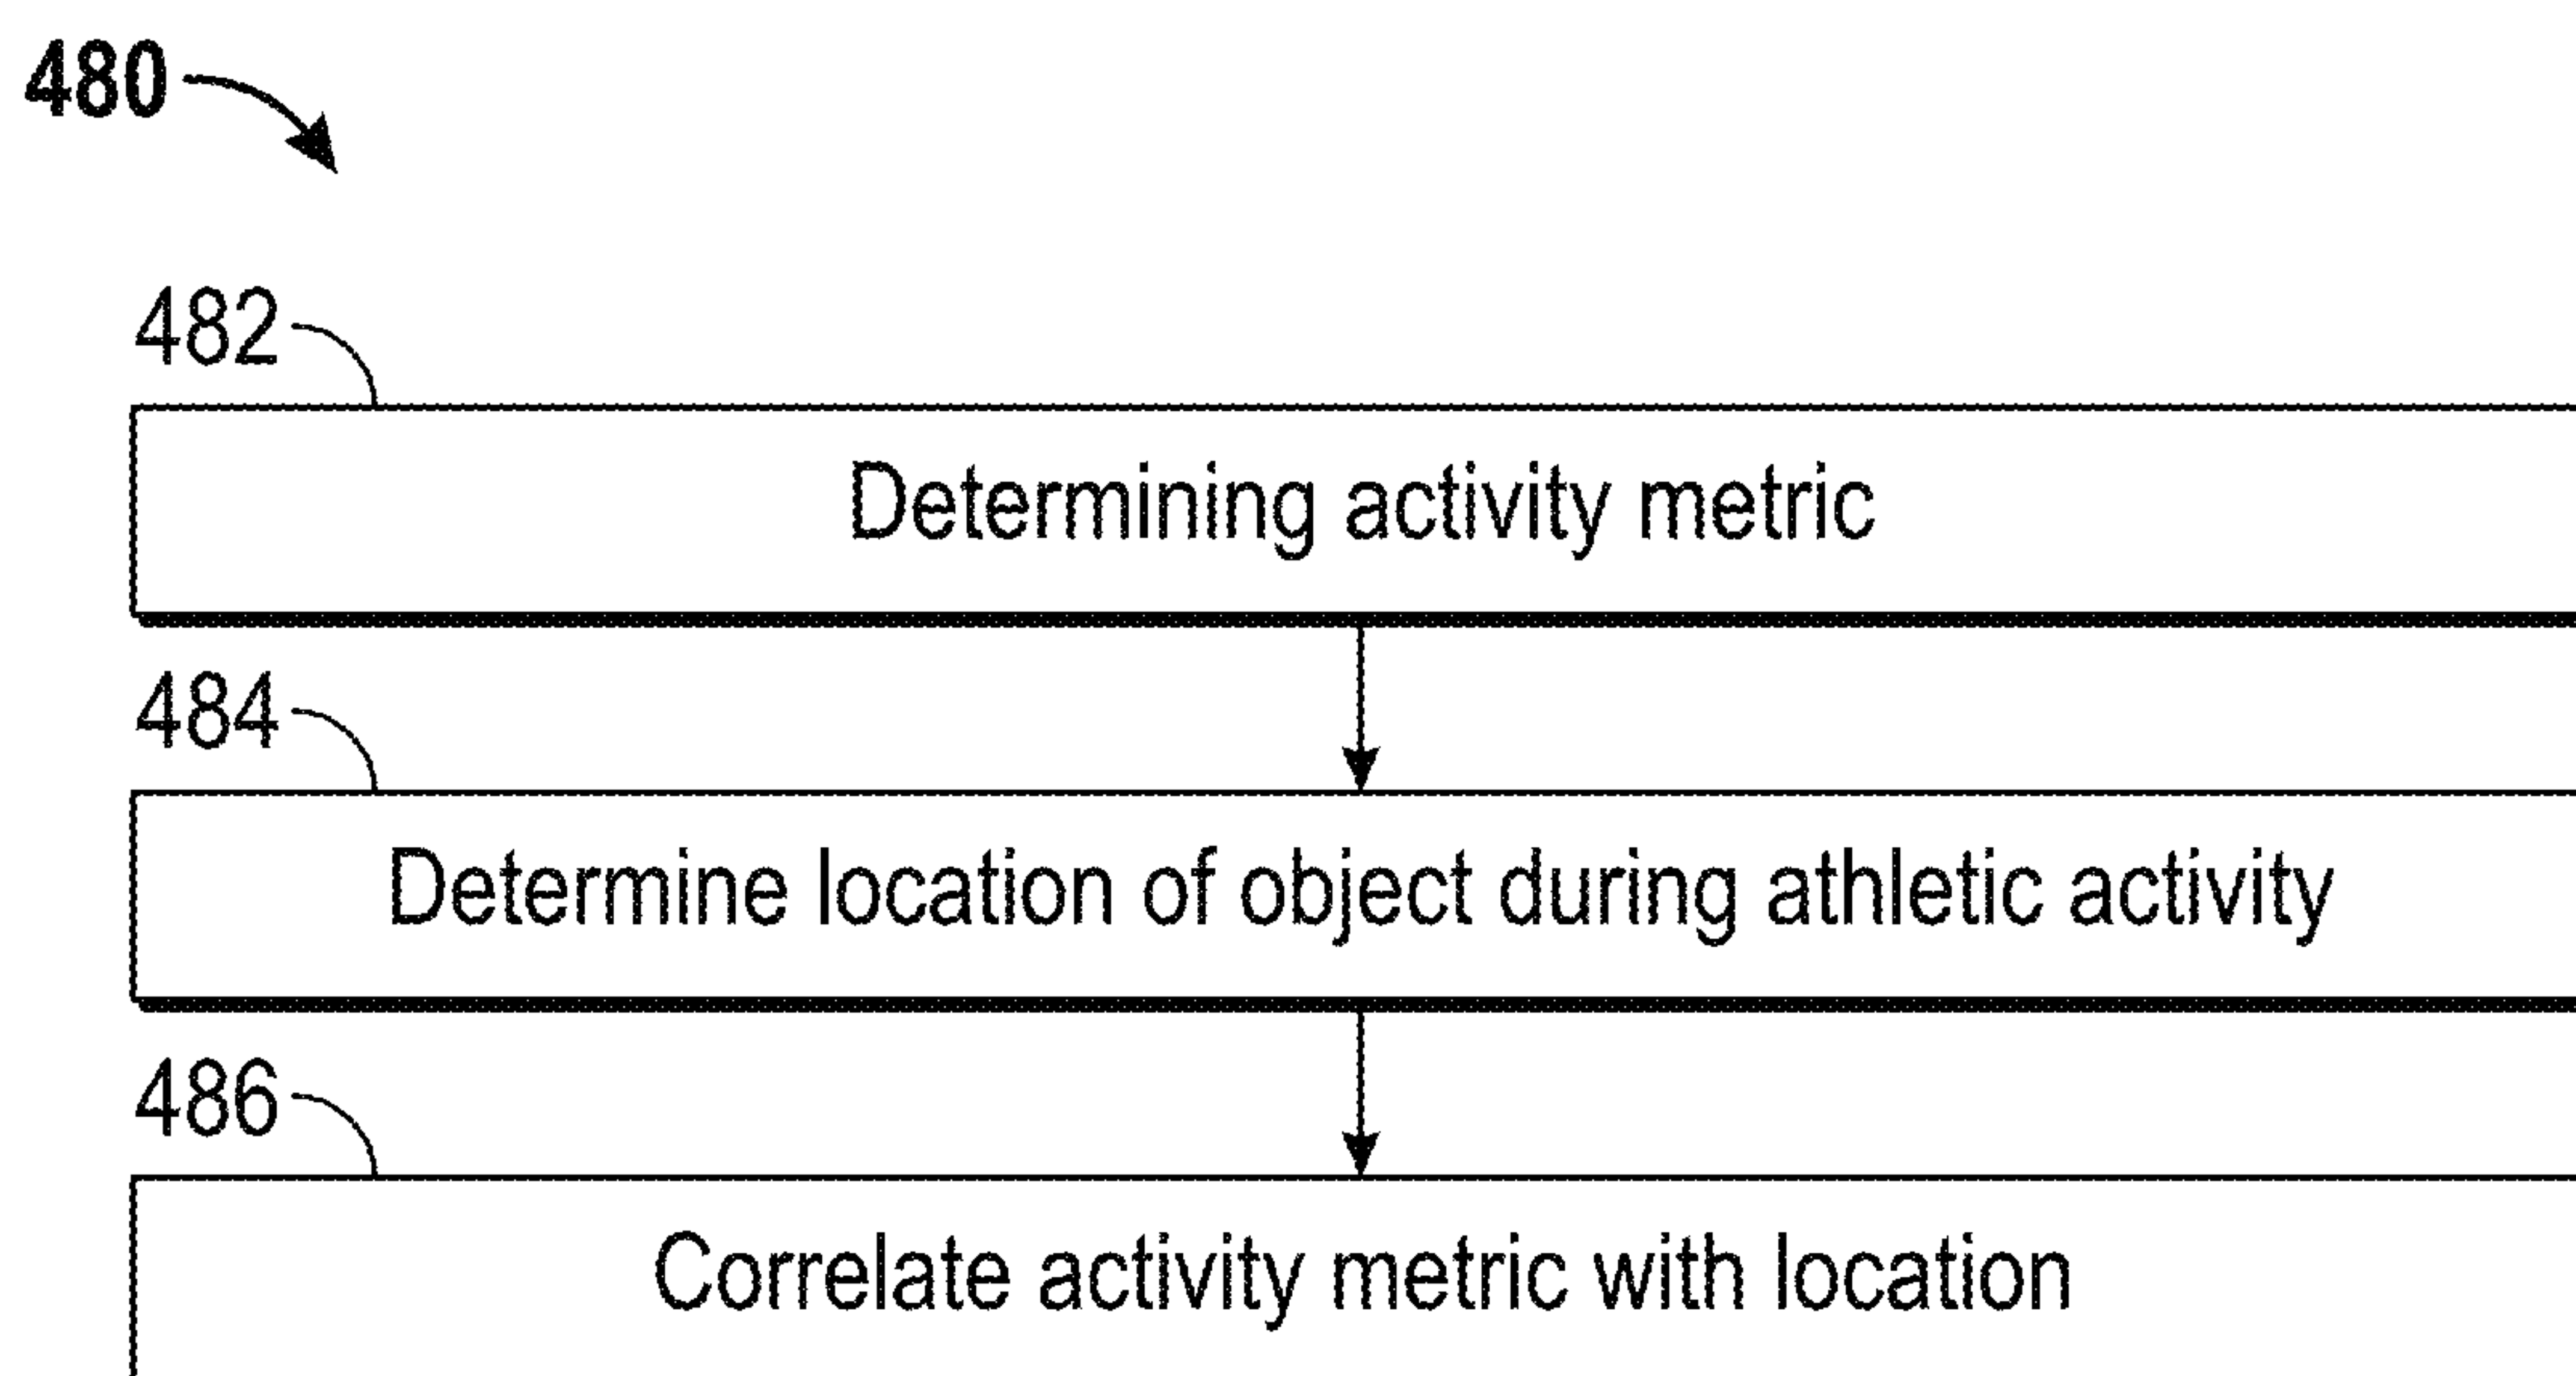 480
482
Determining activity metric
484
Determine location of object during athletic activity
486
Correlate activity metric with location